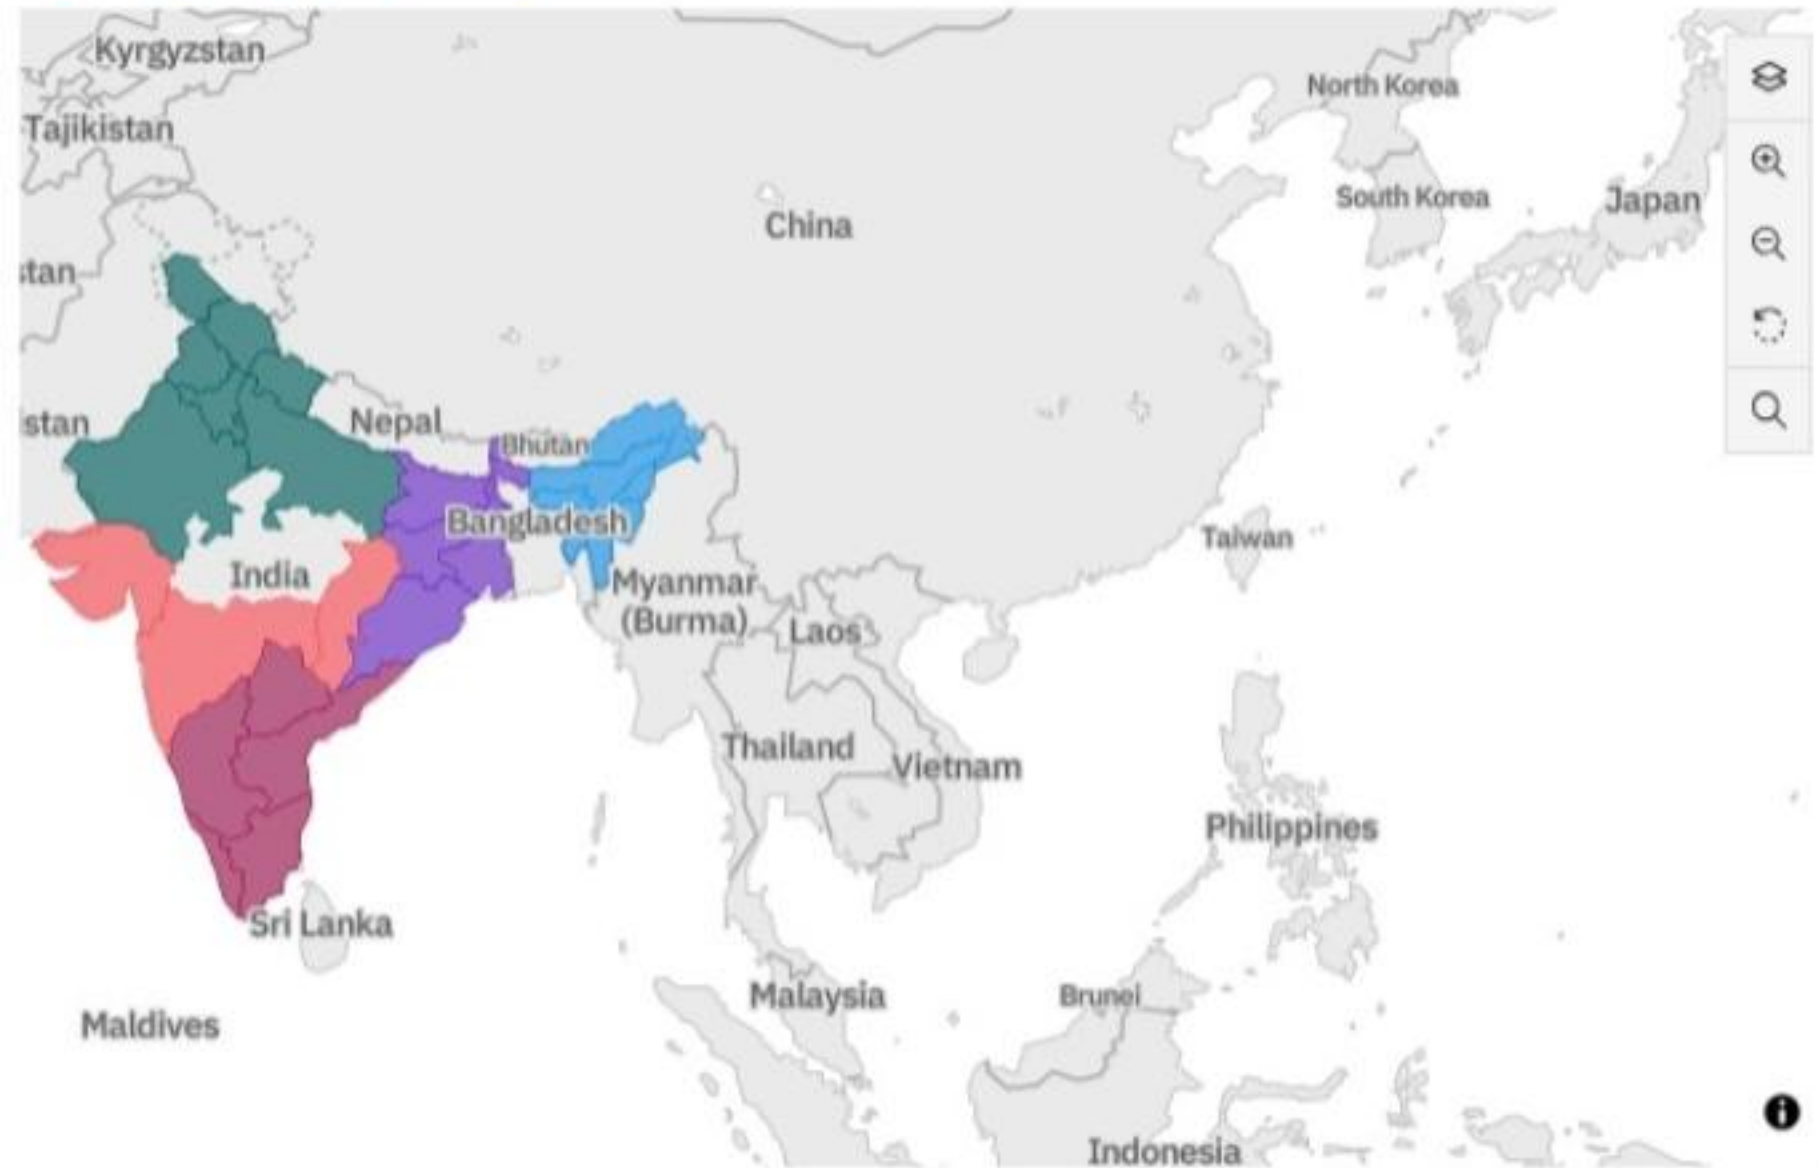 Kyrgyzstan
North Korea
Tajikistan
South Korea
Japan
China
stan
stan
Nepal
Bhutan
Bangladesh
Taiwan
India
Myanmar
(Burma)
Laos
Thailand
Vietnam
Philippines
Sri Lanka
Malaysia
Brunei
Maldives
Indonesia